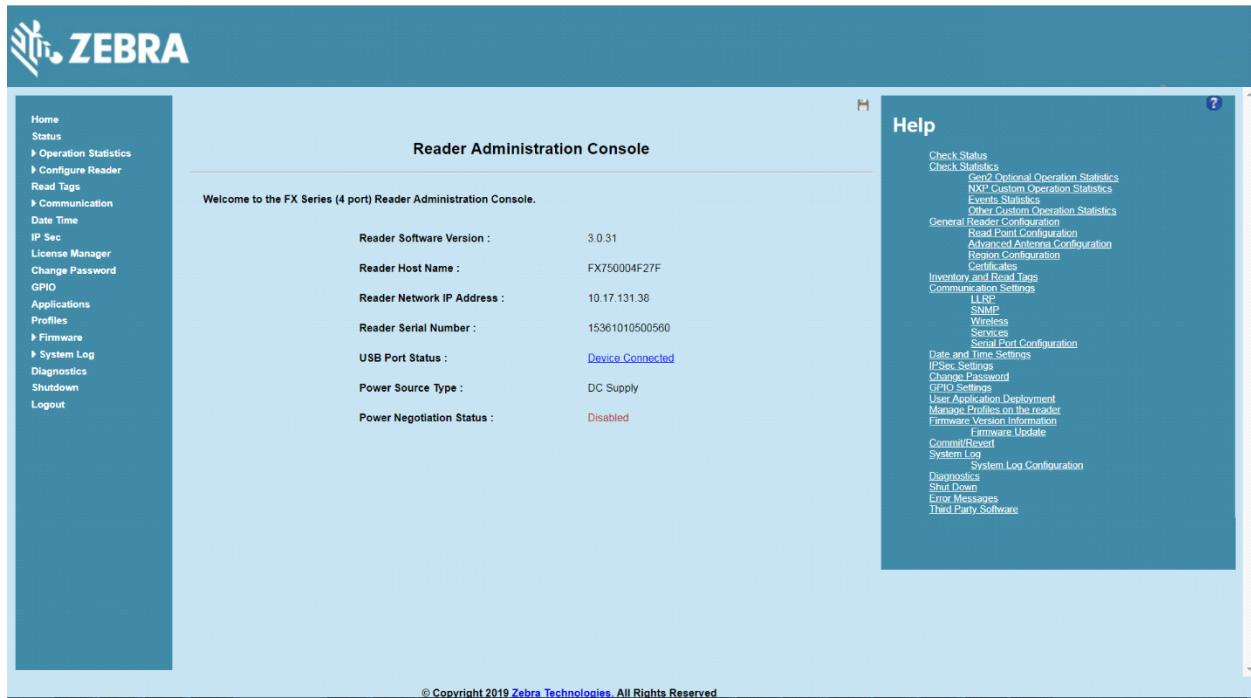 ZEBRA
Home
Status
Operation Statistics
Configure Reader
Read Tags
Communication
Date Time
IP Sec
License Manager
Change Password
GPIO
Applications
Profiles
Firmware
System Log
Diagnostics
Shutdown
Logout
Reader Administration Console
Welcome to the FX Series (4 port) Reader Administration Console.
Reader Software Version : 3.0.31
Reader Host Name : FX750004F27F
Reader Network IP Address : 10.17.131.38
Reader Serial Number : 15361010500560
USB Port Status : Device Connected
Power Source Type : DC Supply
Power Negotiation Status : Disabled
?
Help
Check Status
Check Statistics
Gen2 Optional Operation Statistics
NXP Custom Operation Statistics
Events Statistics
Other Custom Operation Statistics
General Reader Configuration
Read Point Configuration
Advanced Antenna Configuration
Region Configuration
Certificates
Inventory and Read Tags
Communication Settings
LLRP
SNMP
Wireless
Services
Serial Port Configuration
Date and Time Settings
IPSec Settings
Change Password
GPIO Settings
User Application Deployment
Manage Profiles on the reader
Firmware Version Information
Firmware Update
Commit/Revert
System Log
System Log Configuration
Diagnostics
Shut Down
Error Messages
Third Party Software
© Copyright 2019 Zebra Technologies. All Rights Reserved